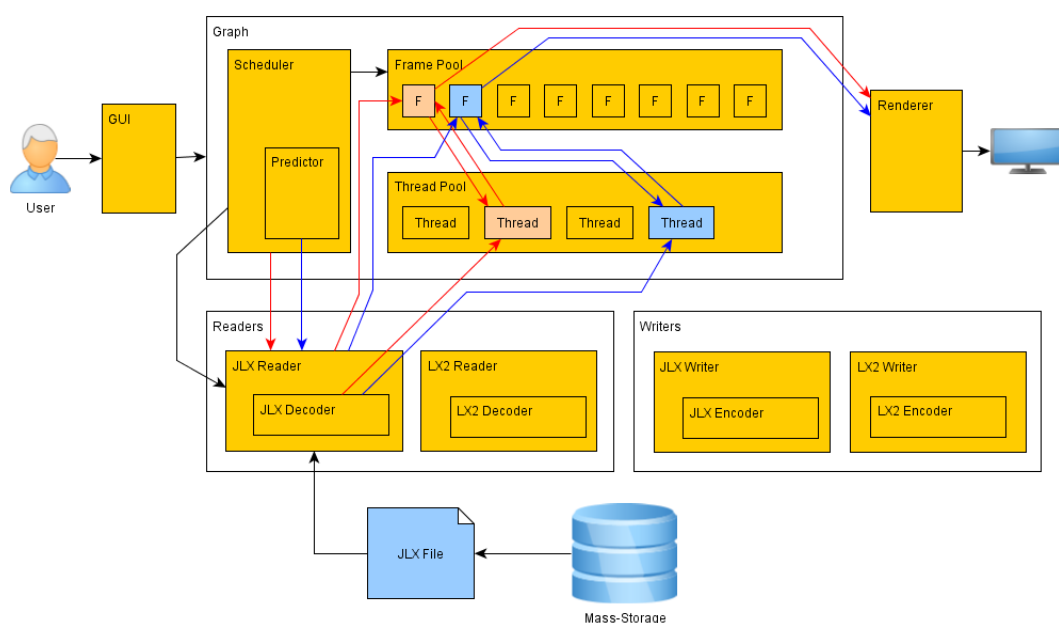 Graph
Scheduler
Frame Pool
F
F
F
F
F
F
F
F
GUI
Renderer
Predictor
User
Thread Pool
Thread
Thread
Thread
Thread
Readers
Writers
JLX Reader
LX2 Reader
JLX Writer
LX2 Writer
JLX Decoder
LX2 Decoder
JLX Encoder
LX2 Encoder
JLX File
Mass-Storage